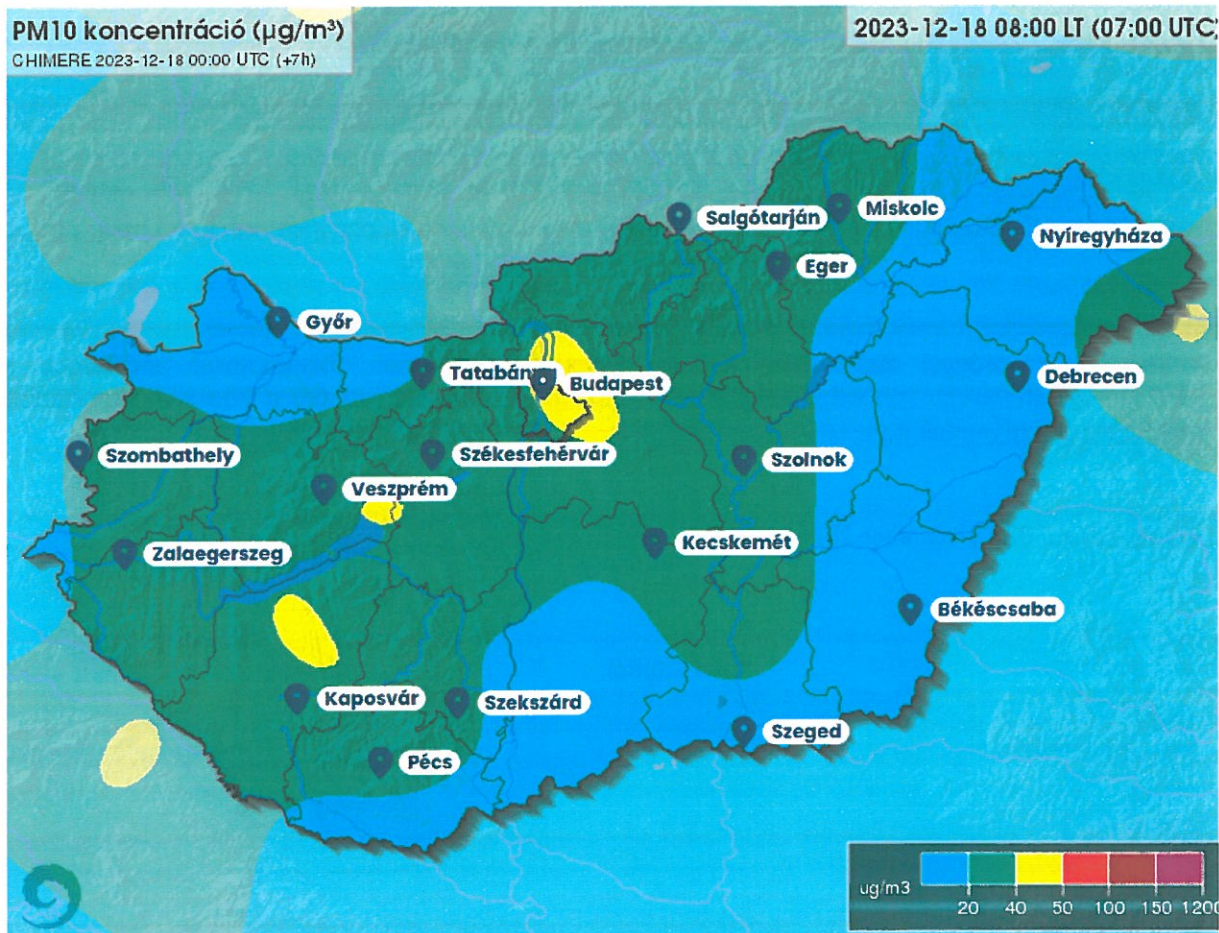 PM10 koncentráció (µg/m³)
CHIMERE 2023-12-18 00:00 UTC (+7h)
2023-12-18 08:00 LT (07:00 UTC)
Salgótarján
Miskolc
Nyíregyháza
Eger
Győr
Tatabánya
Budapest
Debrecen
Szombathely
Székesfehérvár
Szolnok
Veszprém
Zalaegerszeg
Kecskemét
Békéscsaba
Kaposvár
Szekszárd
Szeged
Pécs
ug/m3
20 40 50 100 150 1200